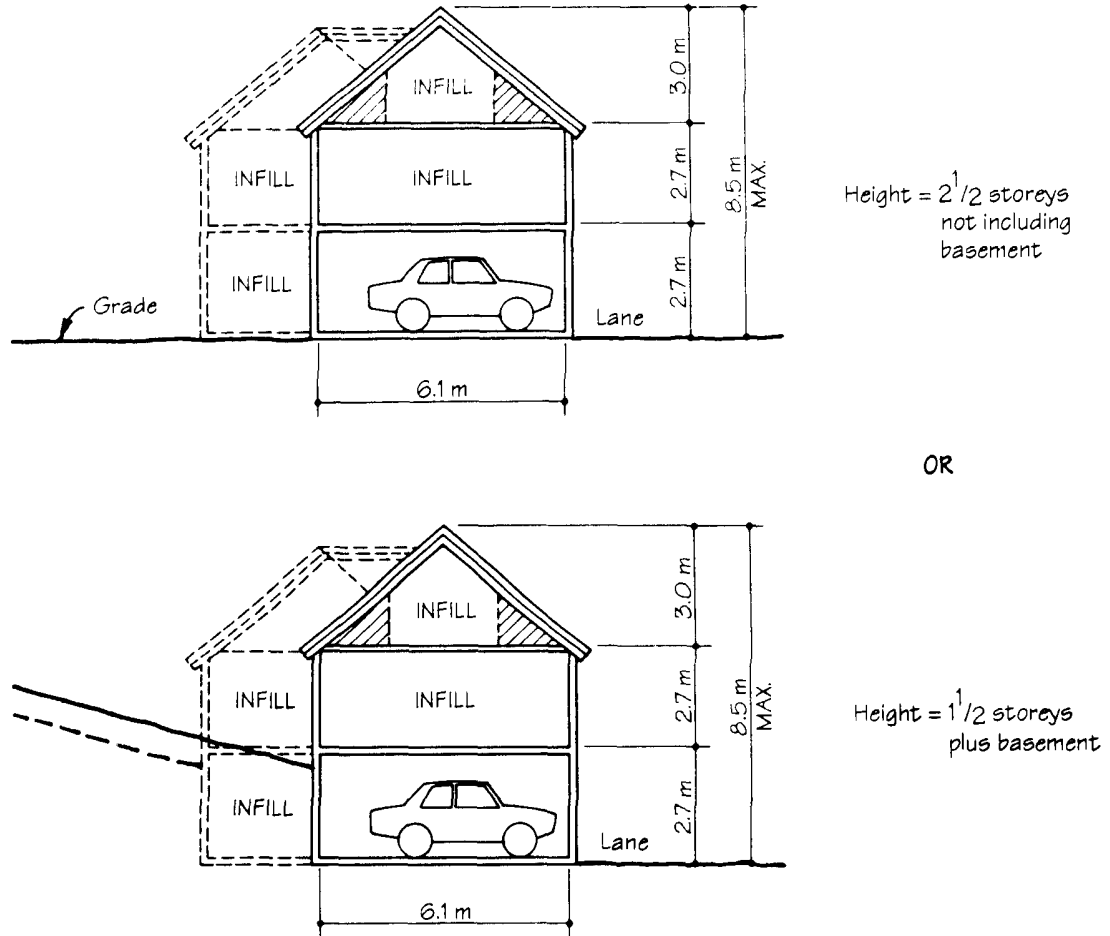 INFILL
3.0 m
INFILL
INFILL
2.7 m
8.5 m
MAX.
Height = 2 1/2 storeys
not including
basement
INFILL
2.7 m
Grade
Lane
6.1 m
OR
INFILL
3.0 m
INFILL
INFILL
2.7 m
8.5 m
MAX.
Height = 1 1/2 storeys
plus basement
INFILL
2.7 m
Lane
6.1 m